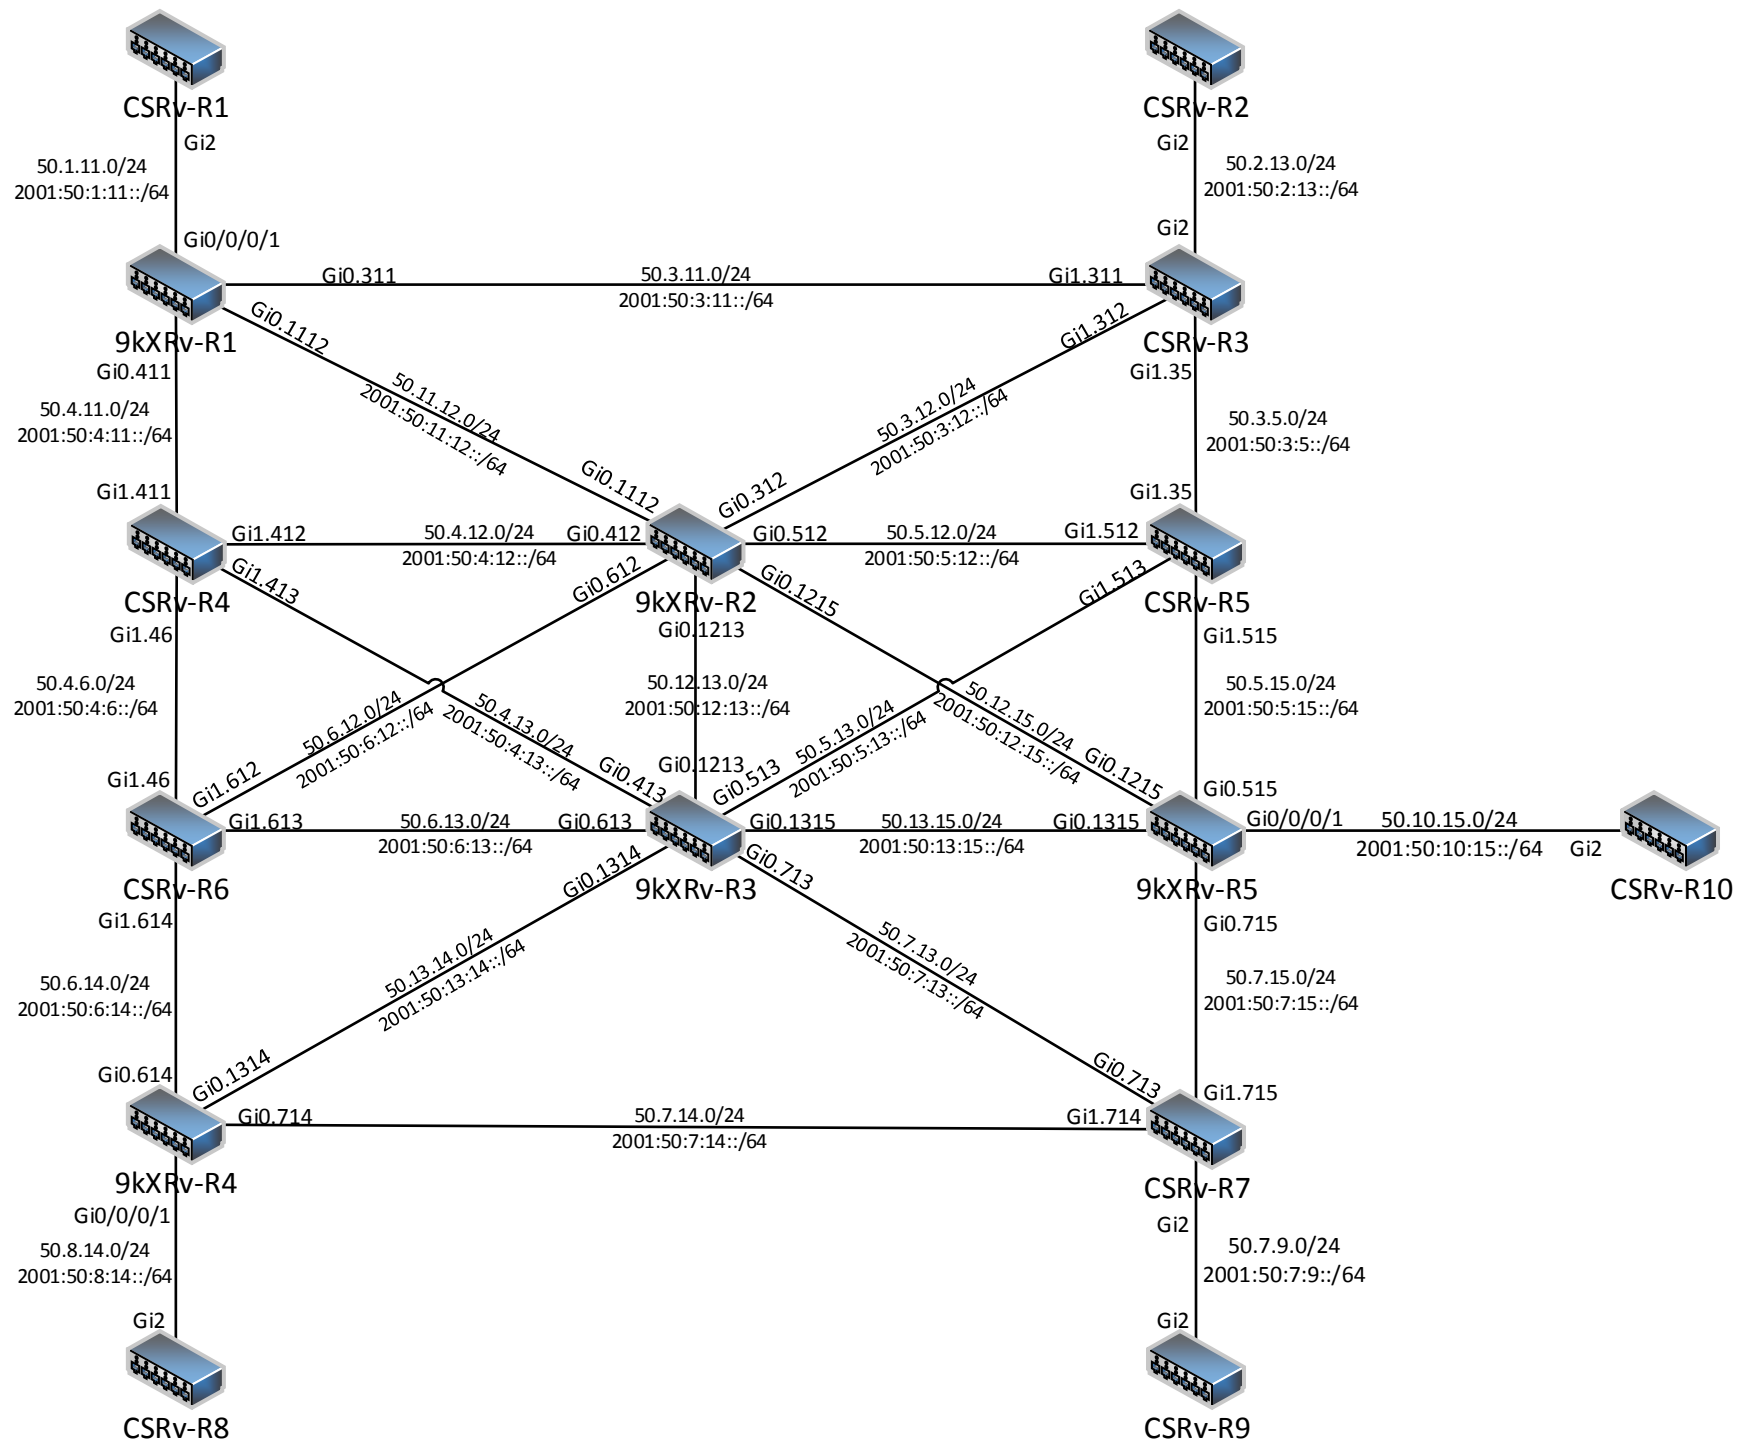 CSRv-R1
CSRv-R2
Gi2
Gi2
50.1.11.0/24
2001:50:1:11::/64
50.2.13.0/24
2001:50:2:13::/64
Gi0/0/0/1
Gi2
Gi0.311
50.3.11.0/24
Gi1.311
2001:50:3:11::/64
Gi0.1112
Gi1.312
9kXRv-R1
CSRv-R3
Gi0.411
Gi1.35
50.11.12.0/24
2001:50:11:12::/64
50.3.12.0/24
2001:50:3:12::/64
50.4.11.0/24
2001:50:4:11::/64
50.3.5.0/24
2001:50:3:5::/64
Gi1.411
Gi0.1112
Gi0.312
Gi1.35
Gi1.412
50.4.12.0/24
Gi0.412
2001:50:4:12::/64
Gi0.512
50.5.12.0/24
Gi1.512
2001:50:5:12::/64
Gi1.413
Gi0.612
Gi0.1215
Gi1.513
CSRv-R4
9kXRv-R2
CSRv-R5
Gi1.46
Gi0.1213
Gi1.515
50.4.6.0/24
2001:50:4:6::/64
50.6.12.0/24
2001:50:6:12::/64
50.4.13.0/24
2001:50:4:13::/64
50.12.13.0/24
2001:50:12:13::/64
50.5.13.0/24
2001:50:5:13::/64
50.12.15.0/24
2001:50:12:15::/64
50.5.15.0/24
2001:50:5:15::/64
Gi1.46
Gi1.612
Gi0.413
Gi0.1213
Gi0.513
Gi0.1215
Gi0.515
Gi1.613
50.6.13.0/24
Gi0.613
2001:50:6:13::/64
Gi0.1315
50.13.15.0/24
Gi0.1315
2001:50:13:15::/64
Gi0/0/0/1
50.10.15.0/24
2001:50:10:15::/64
Gi2
CSRv-R6
Gi0.1314
9kXRv-R3
Gi0.713
9kXRv-R5
CSRv-R10
Gi1.614
Gi0.715
50.13.14.0/24
2001:50:13:14::/64
50.7.13.0/24
2001:50:7:13::/64
50.6.14.0/24
2001:50:6:14::/64
50.7.15.0/24
2001:50:7:15::/64
Gi0.614
Gi0.1314
Gi0.713
Gi1.715
Gi0.714
50.7.14.0/24
Gi1.714
2001:50:7:14::/64
9kXRv-R4
CSRv-R7
Gi0/0/0/1
Gi2
50.8.14.0/24
2001:50:8:14::/64
50.7.9.0/24
2001:50:7:9::/64
Gi2
Gi2
CSRv-R8
CSRv-R9